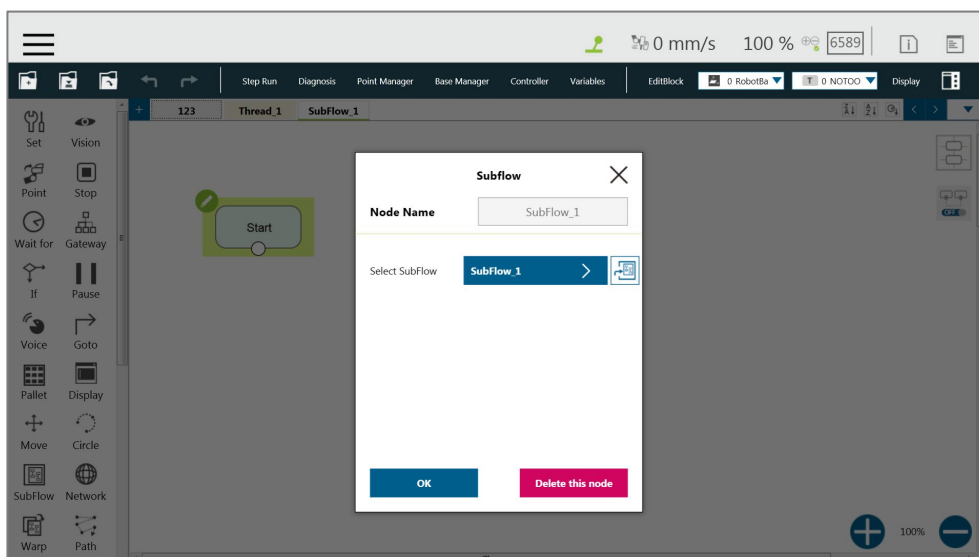 0 mm/s 100 % 6589
Step Run Diagnosis Point Manager Base Manager Controller Variables EditBlock 0 RobotBa T 0 NOTOO Display
123 Thread_1 SubFlow_1
Set Vision
Point Stop
Wait for Gateway
If Pause
Voice Goto
Pallet Display
Move Circle
SubFlow Network
Warp Path
Start
Subflow
Node Name SubFlow_1
Select SubFlow SubFlow_1
OK Delete this node
OFF
100%